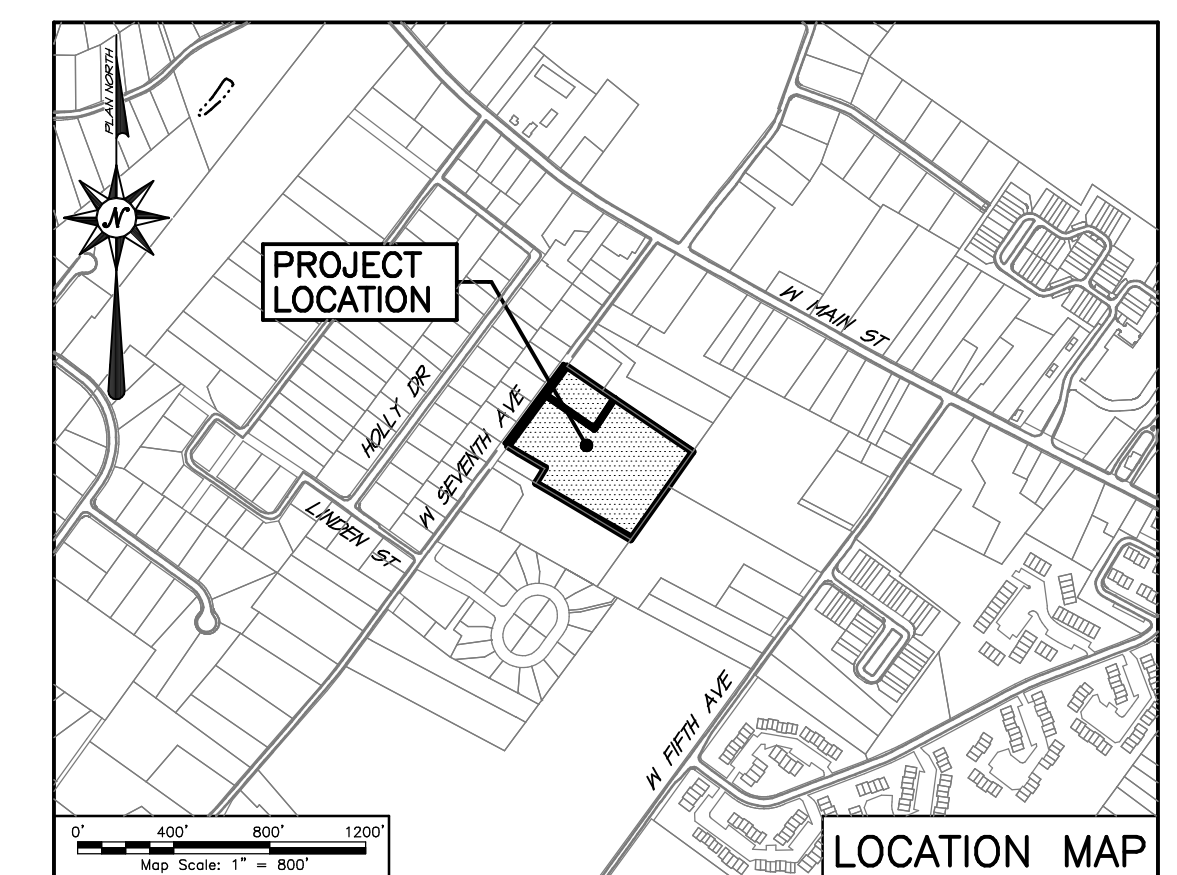 PLAN NORTH
N
PROJECT
LOCATION
W MAIN ST
HOLLY DR
W SEVENTH AVE
LINDEN ST
W FIFTH AVE
0' 400' 800' 1200'
Map Scale: 1" = 800'
LOCATION MAP